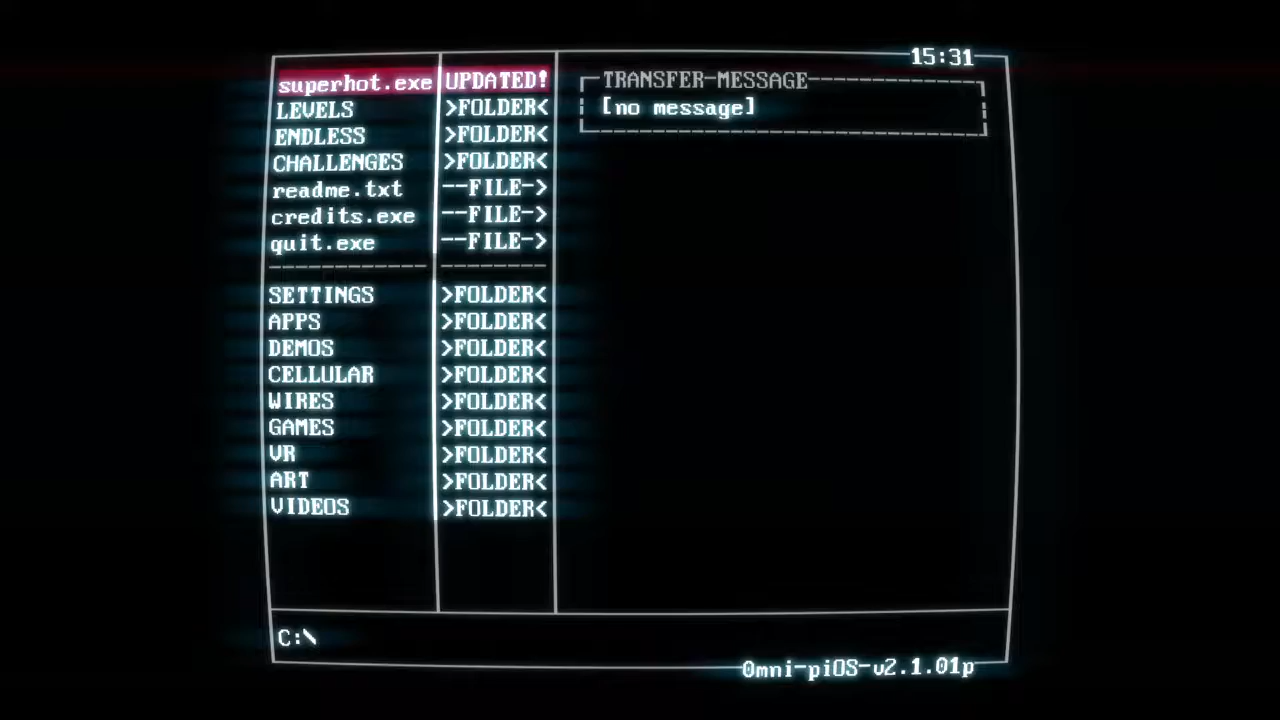 15:31
superhot.exe UPDATED! TRANSFER-MESSAGE
LEVELS >FOLDER< [no message]
ENDLESS >FOLDER<
CHALLENGES >FOLDER<
readme.txt --FILE->
credits.exe --FILE->
quit.exe --FILE->
SETTINGS >FOLDER<
APPS >FOLDER<
DEMOS >FOLDER<
CELLULAR >FOLDER<
WIRES >FOLDER<
GAMES >FOLDER<
VR >FOLDER<
ART >FOLDER<
VIDEOS >FOLDER<
C:\
0mni-piOS-v2.1.01p